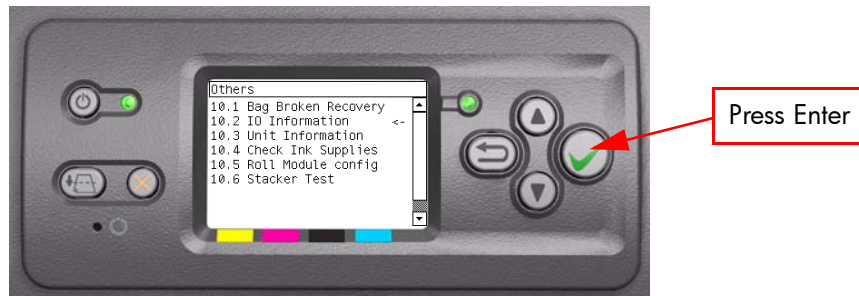 Others
10.1 Bag Broken Recovery
10.2 IO Information <-
10.3 Unit Information
10.4 Check Ink Supplies
10.5 Roll Module config
10.6 Stacker Test
Press Enter